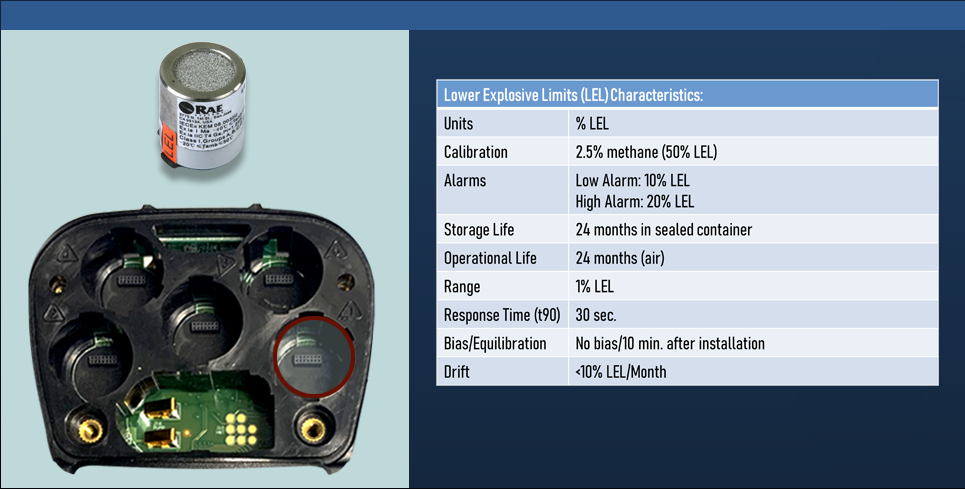 RAE
LEL
Class I, Groups A, B
Lower Explosive Limits (LEL) Characteristics:
Units % LEL
Calibration 2.5% methane (50% LEL)
Alarms Low Alarm: 10% LEL
High Alarm: 20% LEL
Storage Life 24 months in sealed container
Operational Life 24 months (air)
Range 1% LEL
Response Time (t90) 30 sec.
Bias/Equilibration No bias/10 min. after installation
Drift <10% LEL/Month